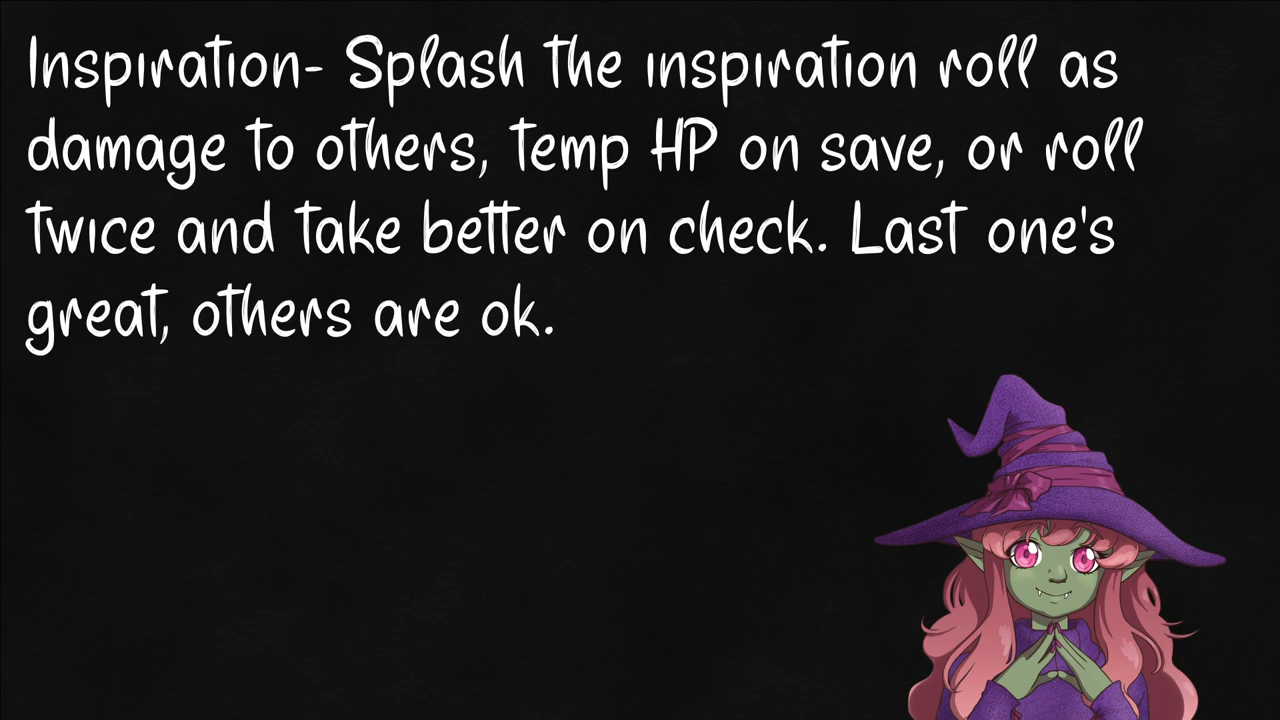 Inspiration- Splash the inspiration roll as
damage to others, temp HP on save, or roll
twice and take better on check. Last one's
great, others are ok.